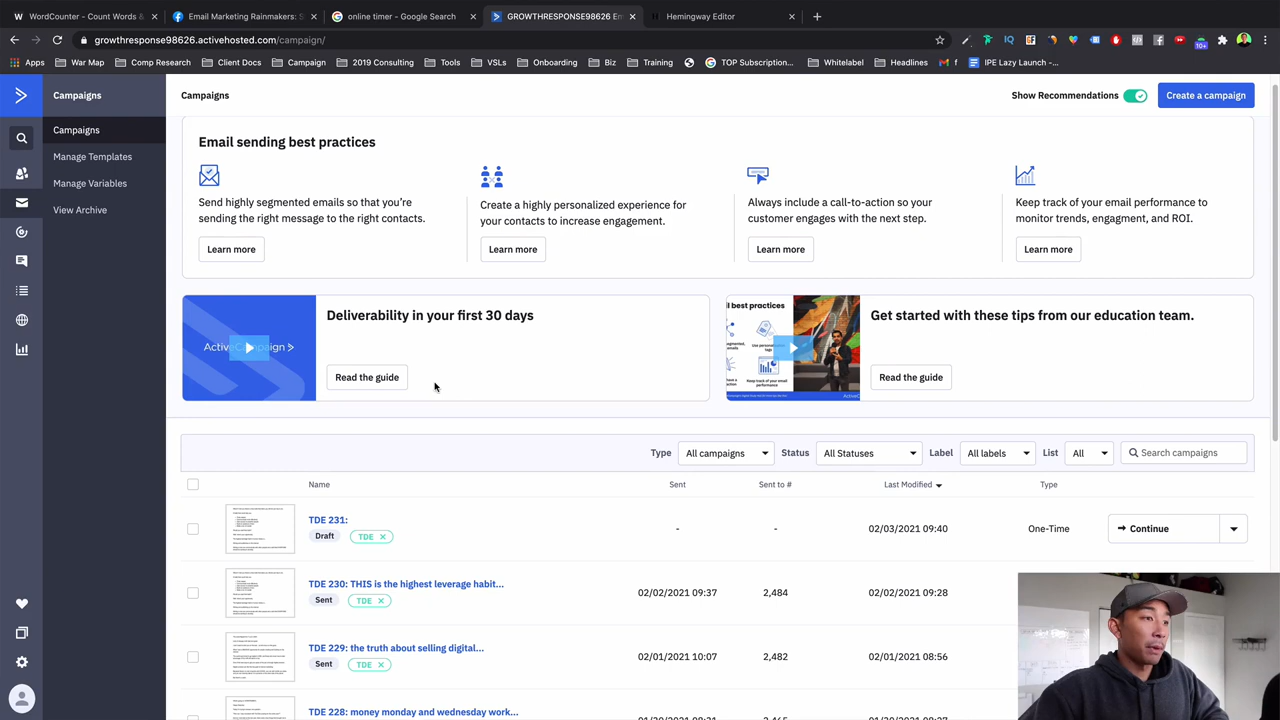 WordCounter - Count Words &
Email Marketing Rainmakers: S
online timer - Google Search
GROWTHRESPONSE98626 Em
Hemingway Editor
growthresponse98626.activehosted.com/campaign/
Apps
War Map
Comp Research
Client Docs
Campaign
2019 Consulting
Tools
VSLs
Onboarding
Biz
Training
TOP Subscription...
Whitelabel
Headlines
f
IPE Lazy Launch -...
10+
Campaigns
Campaigns
Manage Templates
Manage Variables
View Archive
Campaigns
Show Recommendations
Create a campaign
Email sending best practices
Send highly segmented emails so that you're
sending the right message to the right contacts.
Learn more
Create a highly personalized experience for
your contacts to increase engagement.
Learn more
Always include a call-to-action so your
customer engages with the next step.
Learn more
Keep track of your email performance to
monitor trends, engagment, and ROI.
Learn more
Deliverability in your first 30 days
Read the guide
l best practices
Get started with these tips from our education team.
Read the guide
Type All campaigns Status All Statuses Label All labels List All Search campaigns
Name Sent Sent to # Last Modified Type
TDE 231:
Draft TDE
- 02/03/2021 0 One-Time Continue
TDE 230: THIS is the highest leverage habit...
Sent TDE
02/02/2021 09:37 2,484 02/02/2021 0
TDE 229: the truth about selling digital...
Sent TDE
2,482 02/01/2021 0
TDE 228: money monday and wednesday work...